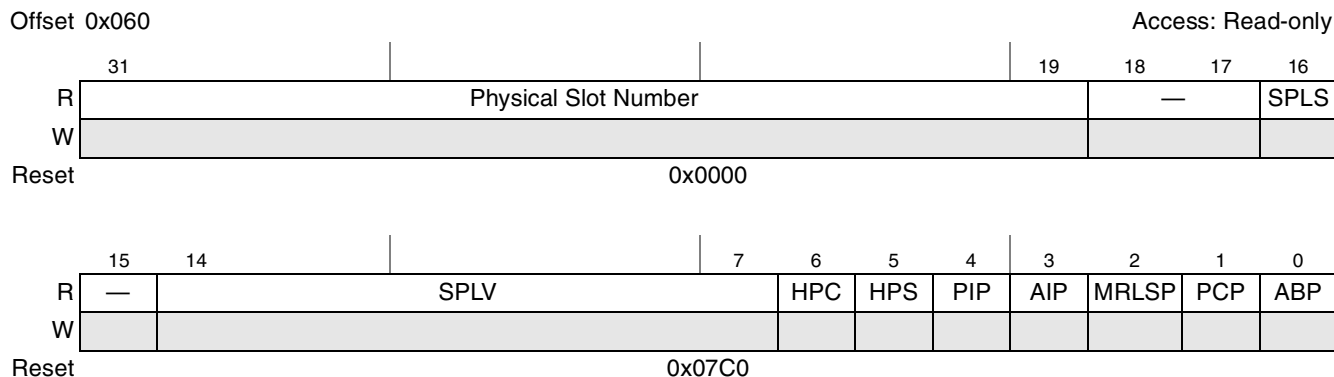 Offset 0x060 Access: Read-only
31 19 18 17 16
R Physical Slot Number — SPLS
W
Reset 0x0000
15 14 7 6 5 4 3 2 1 0
R — SPLV HPC HPS PIP AIP MRLSP PCP ABP
W
Reset 0x07C0